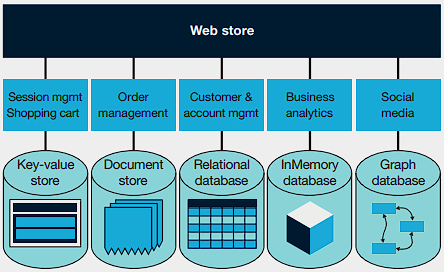 Web store
Session mgmt
Shopping cart
Order
management
Customer &
account mgmt
Business
analytics
Social
media
Key-value
store
Document
store
Relational
database
InMemory
database
Graph
database